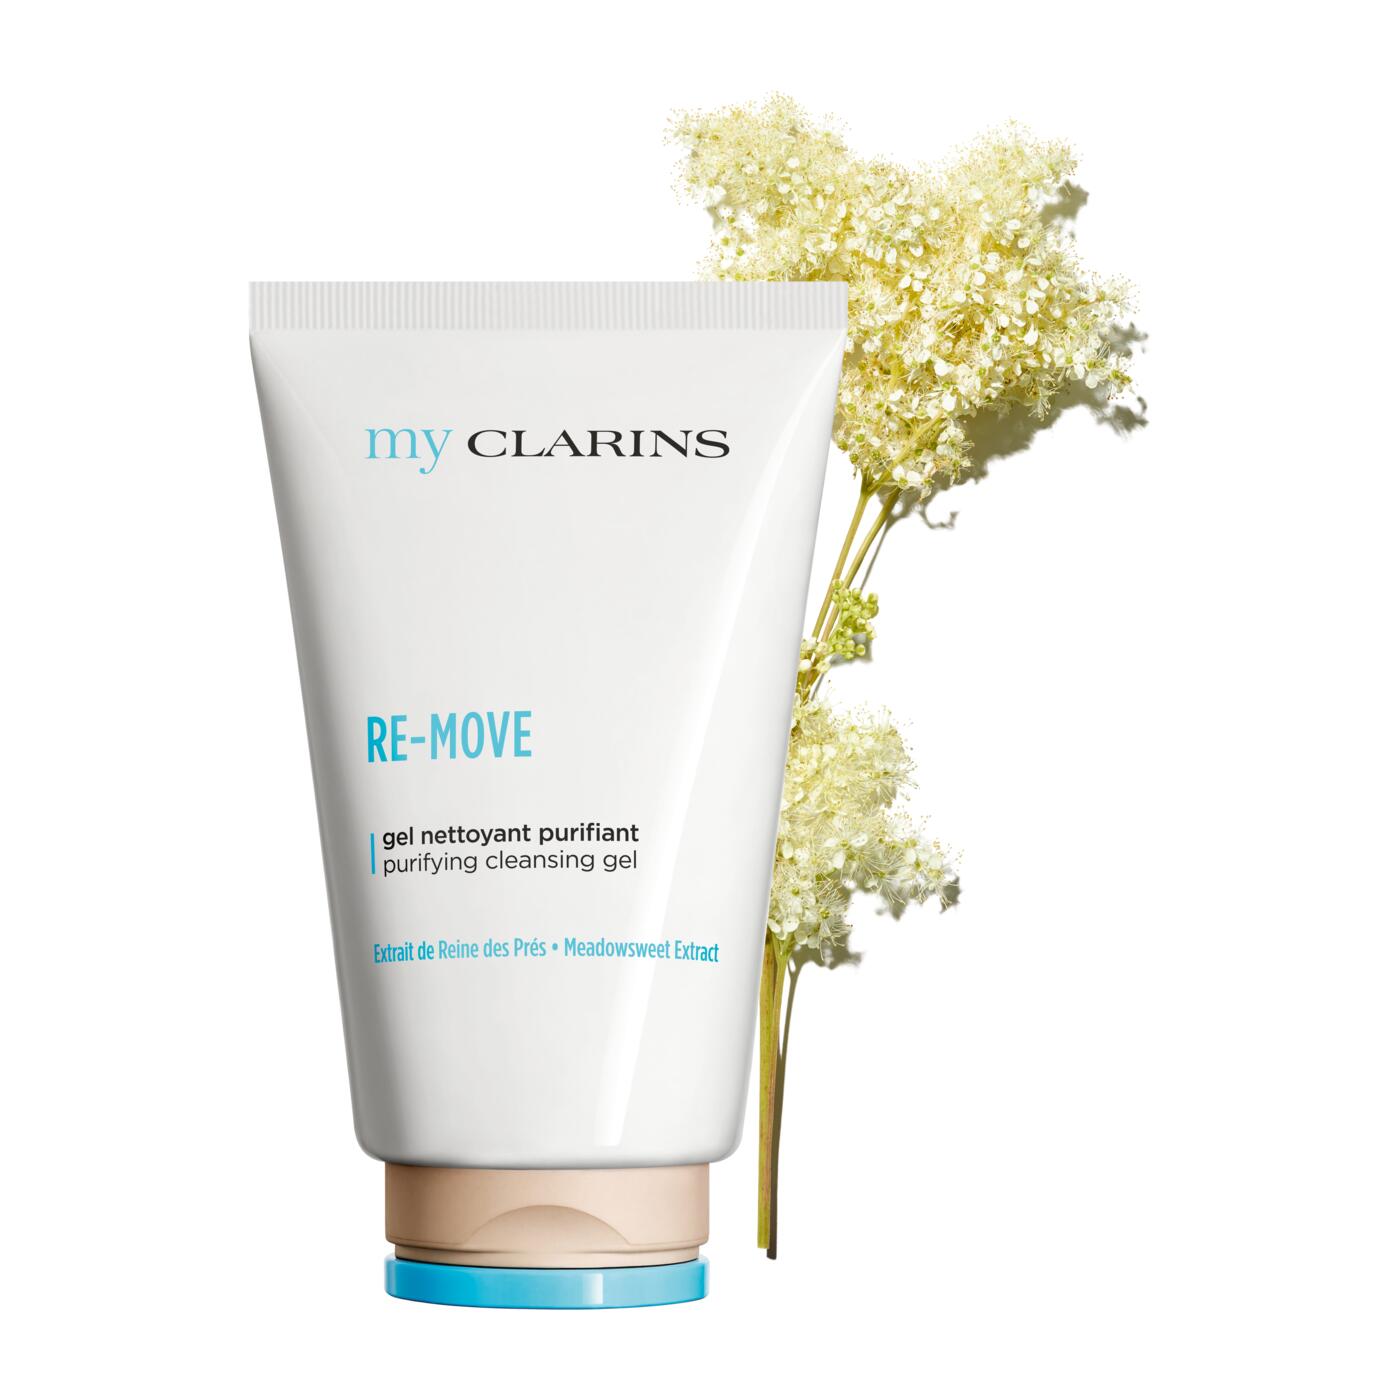 my CLARINS
RE-MOVE
gel nettoyant purifiant
purifying cleansing gel
Extrait de Reine des Prés • Meadowsweet Extract